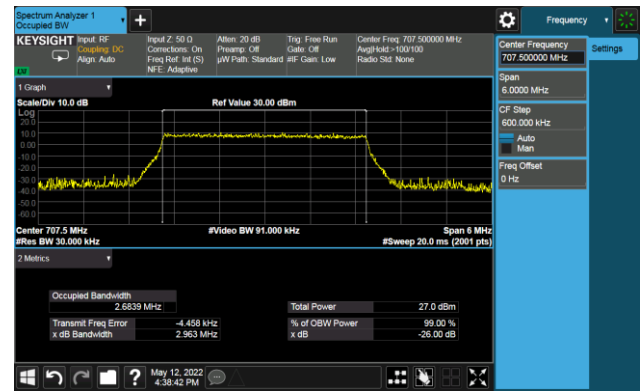 Spectrum Analyzer 1
Occupied BW
Frequency
KEYSIGHT
Input: RF
Coupling: DC
Align: Auto
Input Z: 50 Ω
Corrections: On
Freq Ref: Int (S)
NFE: Adaptive
Atten: 20 dB
Preamp: Off
µW Path: Standard
Trig: Free Run
Gate: Off
#IF Gain: Low
Center Freq: 707.500000 MHz
Avg|Hold:>100/100
Radio Std: None
Center Frequency
707.500000 MHz
Settings
Span
6.0000 MHz
CF Step
600.000 kHz
Auto
Man
Freq Offset
0 Hz
1 Graph
Scale/Div 10.0 dB
Ref Value 30.00 dBm
Log
20.0
10.0
0.00
-10.0
-20.0
-30.0
-40.0
-50.0
-60.0
Center 707.5 MHz
#Video BW 91.000 kHz
Span 6 MHz
#Res BW 30.000 kHz
#Sweep 20.0 ms (2001 pts)
2 Metrics
Occupied Bandwidth
2.6839 MHz
Total Power
27.0 dBm
Transmit Freq Error
-4.458 kHz
% of OBW Power
99.00 %
x dB Bandwidth
2.963 MHz
x dB
-26.00 dB
May 12, 2022
4:38:42 PM